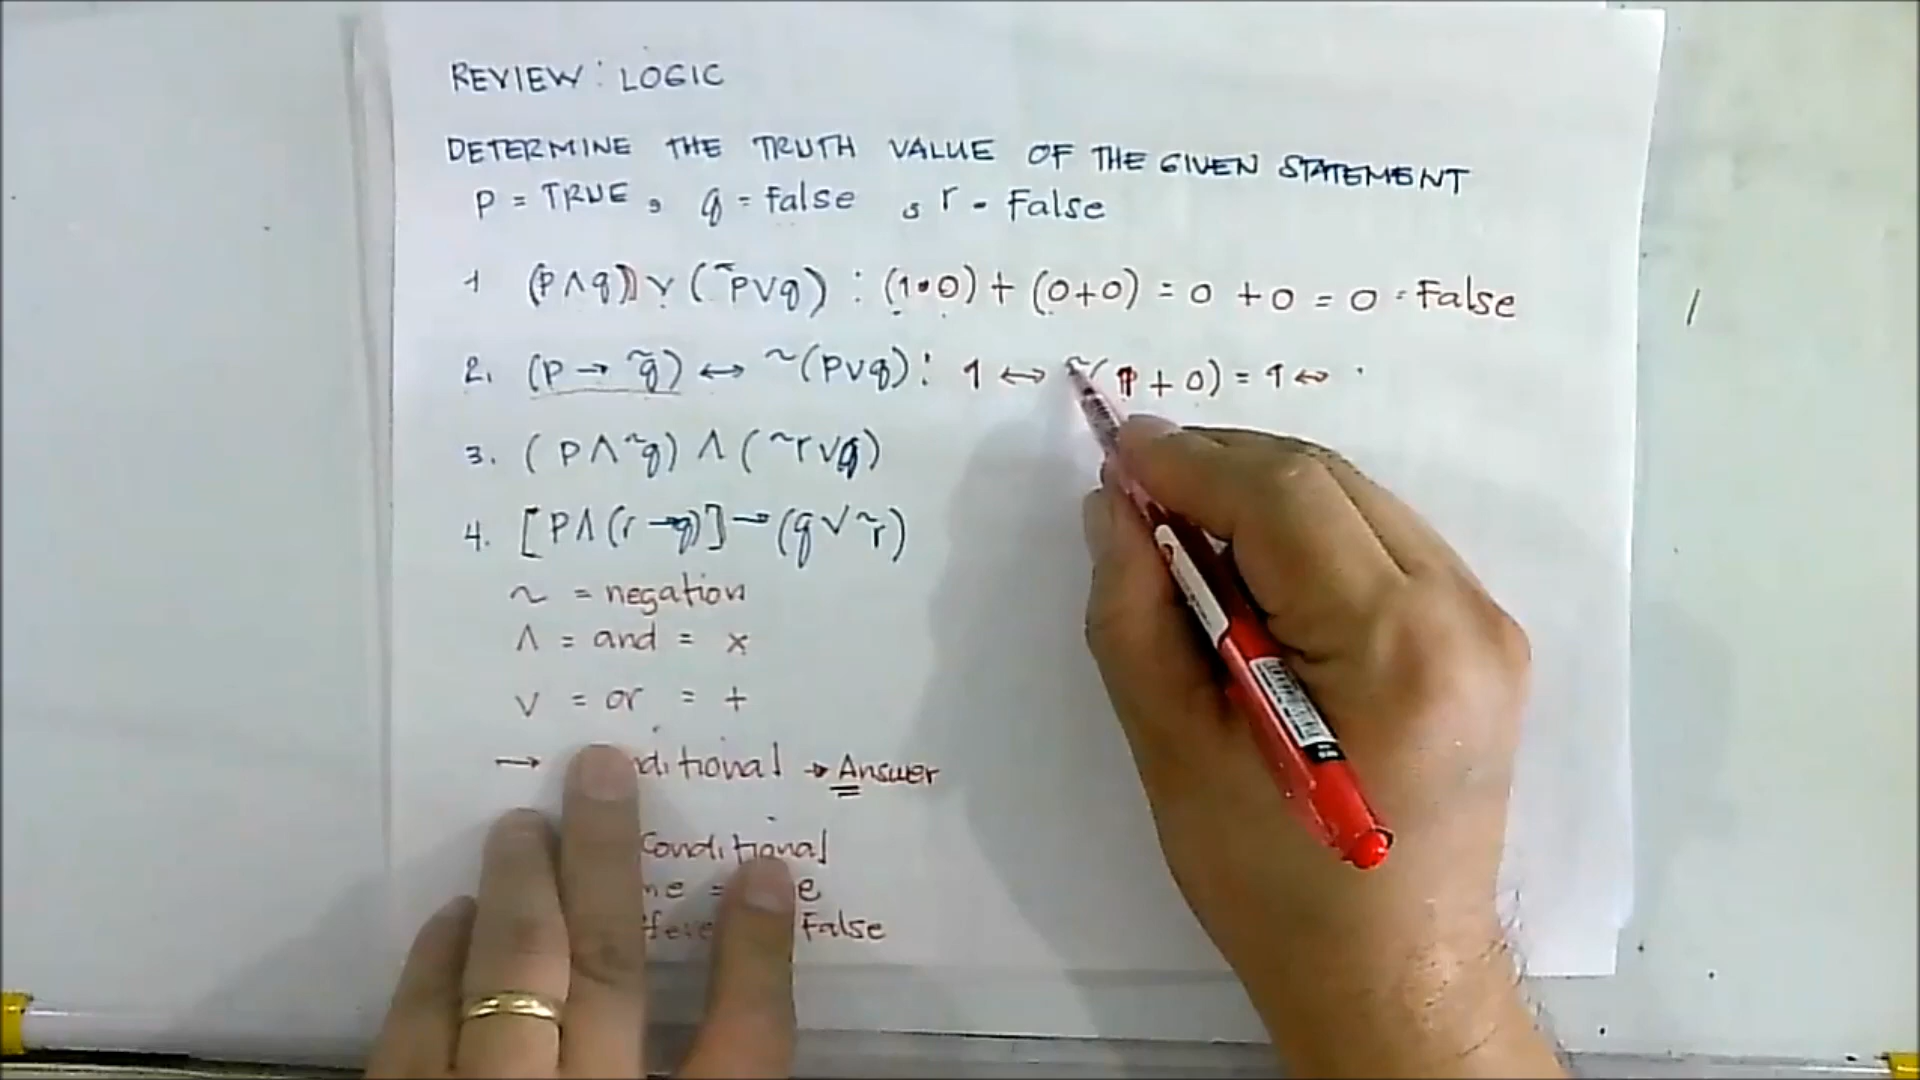 REVIEW : LOGIC
DETERMINE THE TRUTH VALUE OF THE GIVEN STATEMENT
P = TRUE, q = false, r = False
1 (P∧q) ∨ (~p∨q) : (1•0) + (0+0) = 0 + 0 = 0 = False
2. (P → ~q) ↔ ~(P∨q) : 1 ↔ ~(1 + 0) = 1 ↔
3. (P∧~q) ∧ (~r∨q)
4. [P∧(r→q)] → (q∨~r)
~ = negation
∧ = and = x
∨ = or = +
→ → Answer
Conditional
False